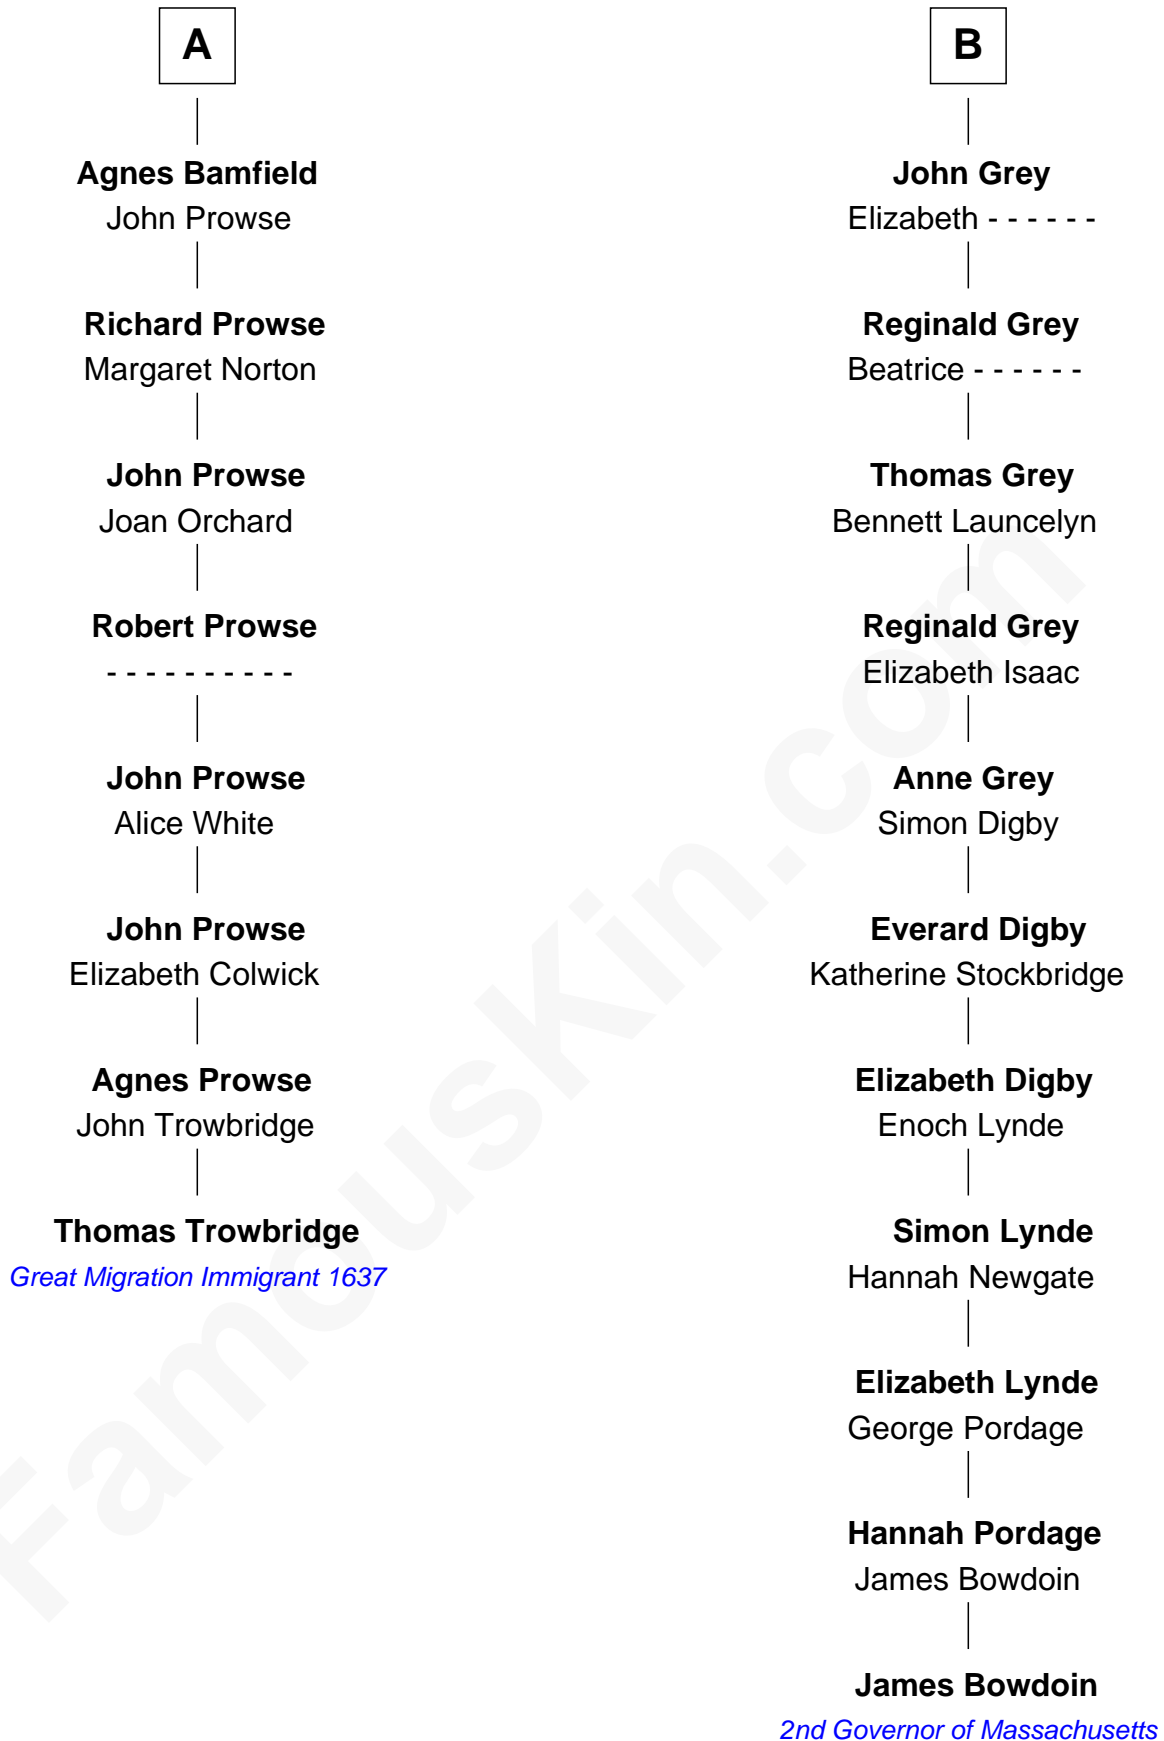 A
Agnes Bamfield
John Prowse
Richard Prowse
Margaret Norton
John Prowse
Joan Orchard
Robert Prowse
- - - - - - - - - -
John Prowse
Alice White
John Prowse
Elizabeth Colwick
Agnes Prowse
John Trowbridge
Thomas Trowbridge
Great Migration Immigrant 1637
B
John Grey
Elizabeth - - - - - -
Reginald Grey
Beatrice - - - - - -
Thomas Grey
Bennett Launcelyn
Reginald Grey
Elizabeth Isaac
Anne Grey
Simon Digby
Everard Digby
Katherine Stockbridge
Elizabeth Digby
Enoch Lynde
Simon Lynde
Hannah Newgate
Elizabeth Lynde
George Pordage
Hannah Pordage
James Bowdoin
James Bowdoin
2nd Governor of Massachusetts
FamousKin.com